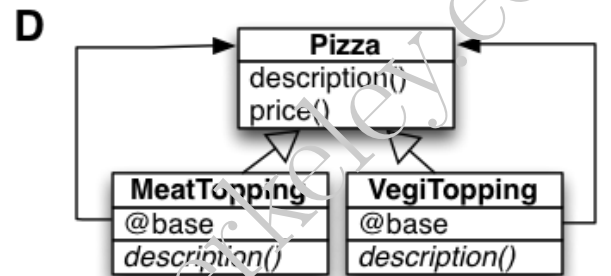 D
Pizza
description()
price()
MeatTopping
VegiTopping
@base
@base
description()
description()